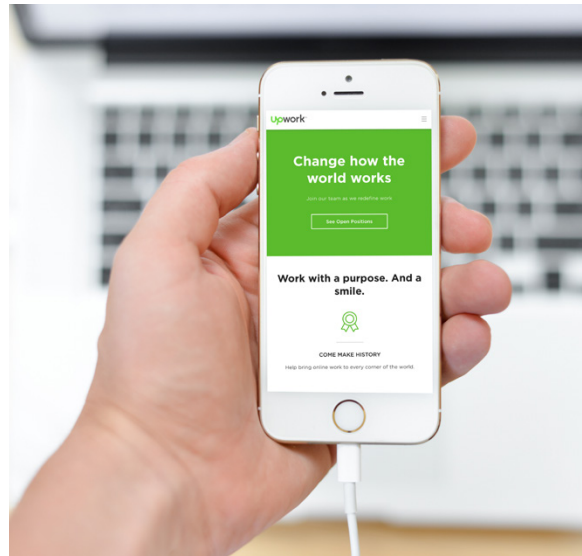 Upwork
Change how the
world works
Join our team as we redefine work
See Open Positions
Work with a purpose. And a
smile.
COME MAKE HISTORY
Help bring online work to every corner of the world.